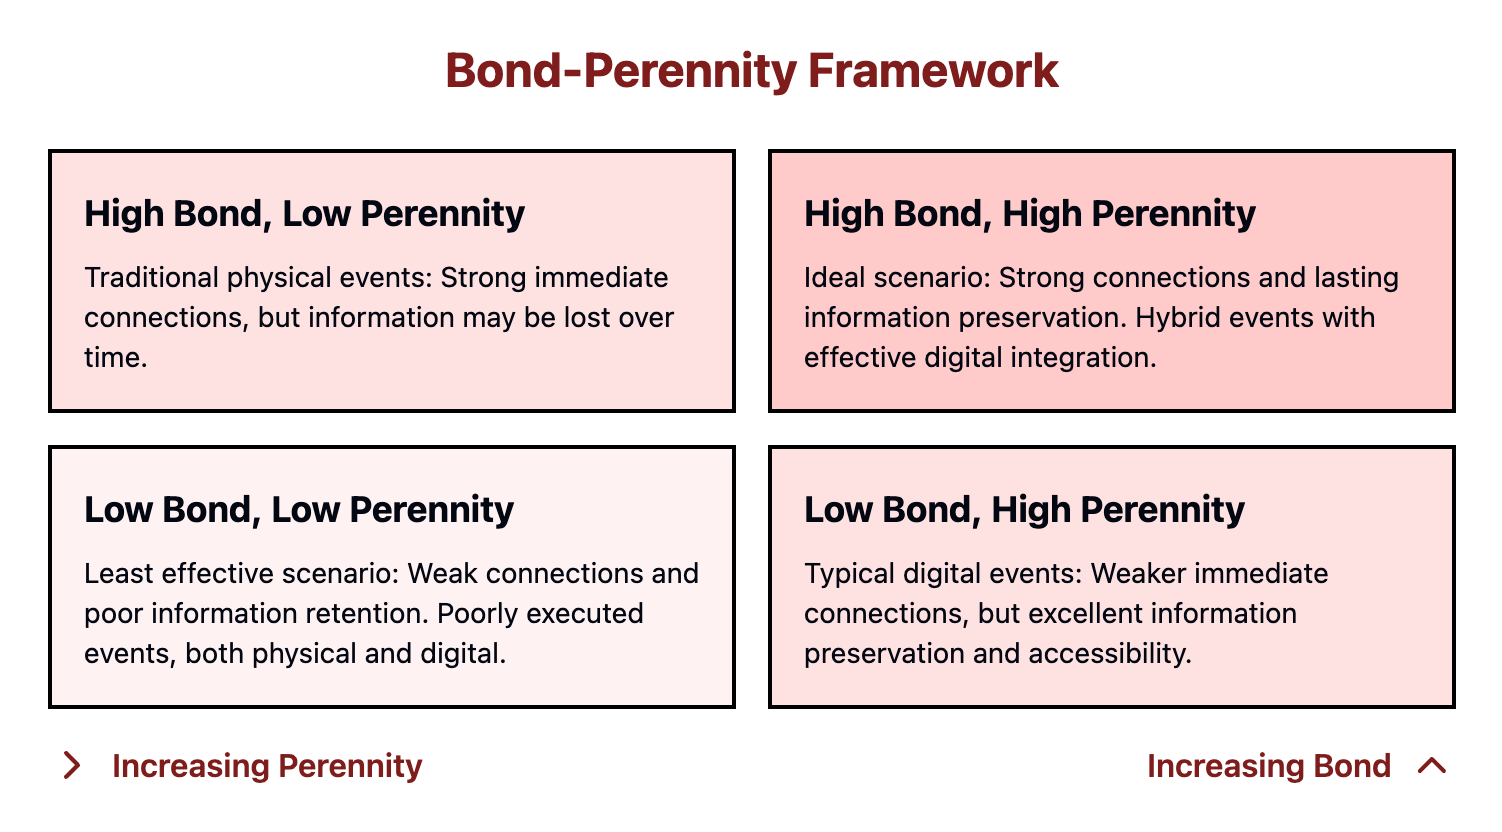 Bond-Perennity Framework
High Bond, Low Perennity
Traditional physical events: Strong immediate
connections, but information may be lost over
time.
High Bond, High Perennity
Ideal scenario: Strong connections and lasting
information preservation. Hybrid events with
effective digital integration.
Low Bond, Low Perennity
Least effective scenario: Weak connections and
poor information retention. Poorly executed
events, both physical and digital.
Low Bond, High Perennity
Typical digital events: Weaker immediate
connections, but excellent information
preservation and accessibility.
Increasing Perennity
Increasing Bond